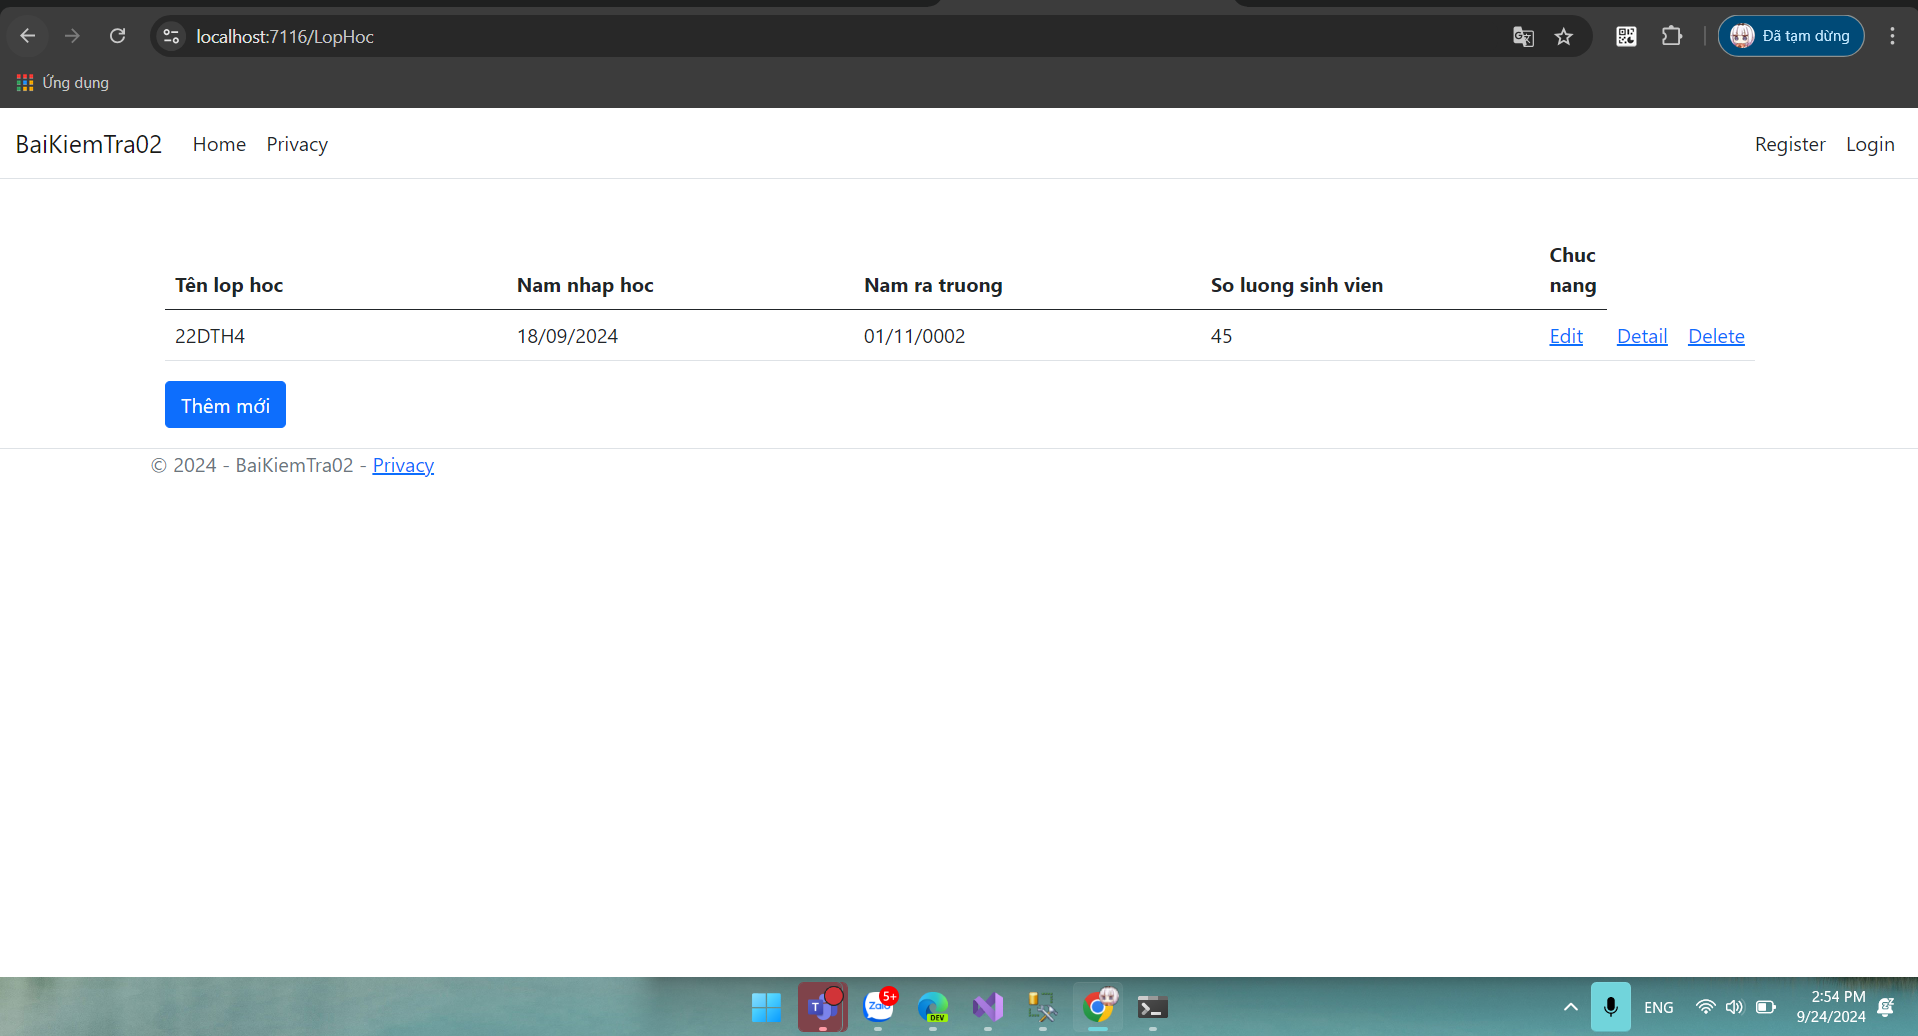 localhost:7116/LopHoc
Đã tạm dừng
Ứng dụng
BaiKiemTra02 Home Privacy Register Login
Tên lop hoc Nam nhap hoc Nam ra truong So luong sinh vien Chuc nang
22DTH4 18/09/2024 01/11/0002 45 Edit Detail Delete
Thêm mới
© 2024 - BaiKiemTra02 - Privacy
T Zalo 5+ DEV ENG 2:54 PM
9/24/2024